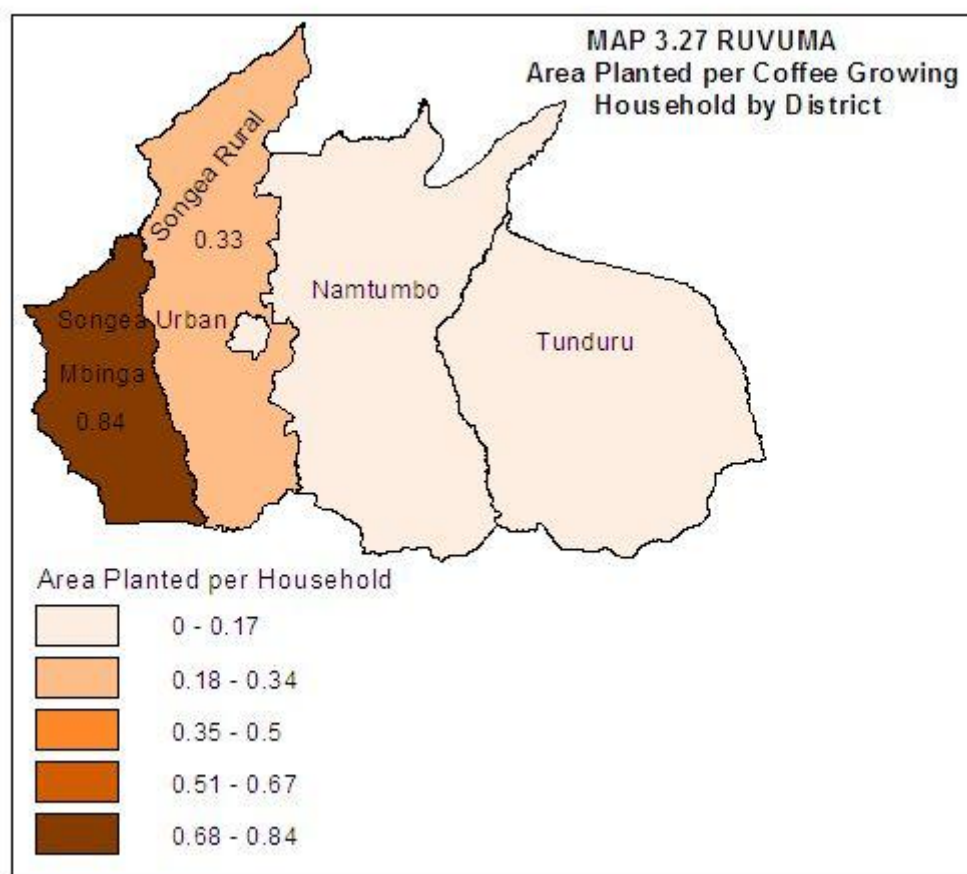 MAP 3.27 RUVUMA
Area Planted per Coffee Growing
Household by District
Songea Rural
0.33
Namtumbo
Songea Urban
Tunduru
Mbinga
0.84
Area Planted per Household
0 - 0.17
0.18 - 0.34
0.35 - 0.5
0.51 - 0.67
0.68 - 0.84